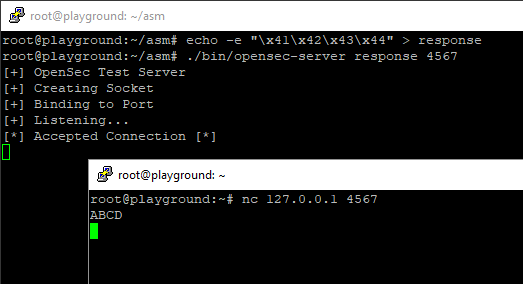 root@playground: ~/asm
root@playground:~/asm# echo -e "\x41\x42\x43\x44" > response
root@playground:~/asm# ./bin/opensec-server response 4567
[+] OpenSec Test Server
[+] Creating Socket
[+] Binding to Port
[+] Listening...
[*] Accepted Connection [*]
root@playground: ~
root@playground:~# nc 127.0.0.1 4567
ABCD